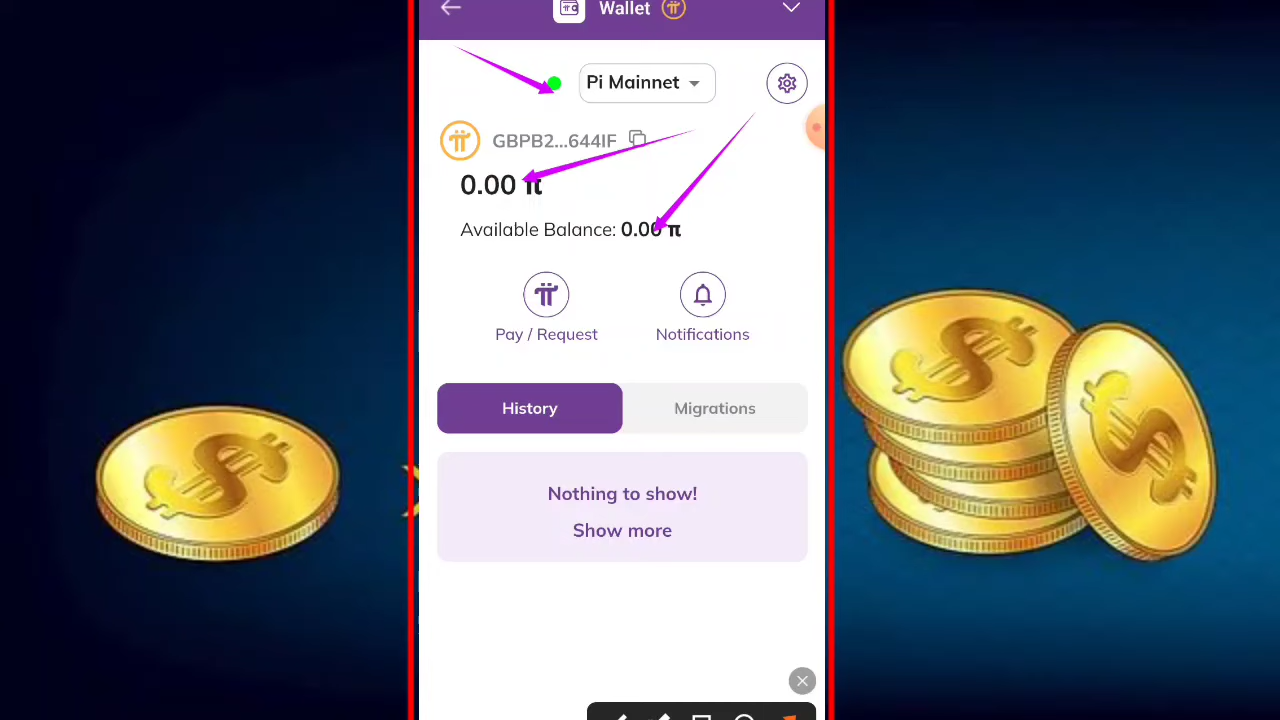 Wallet
Pi Mainnet
GBPB2...644IF
0.00 π
Available Balance: 0.00 π
Pay / Request
Notifications
History
Migrations
Nothing to show!
Show more